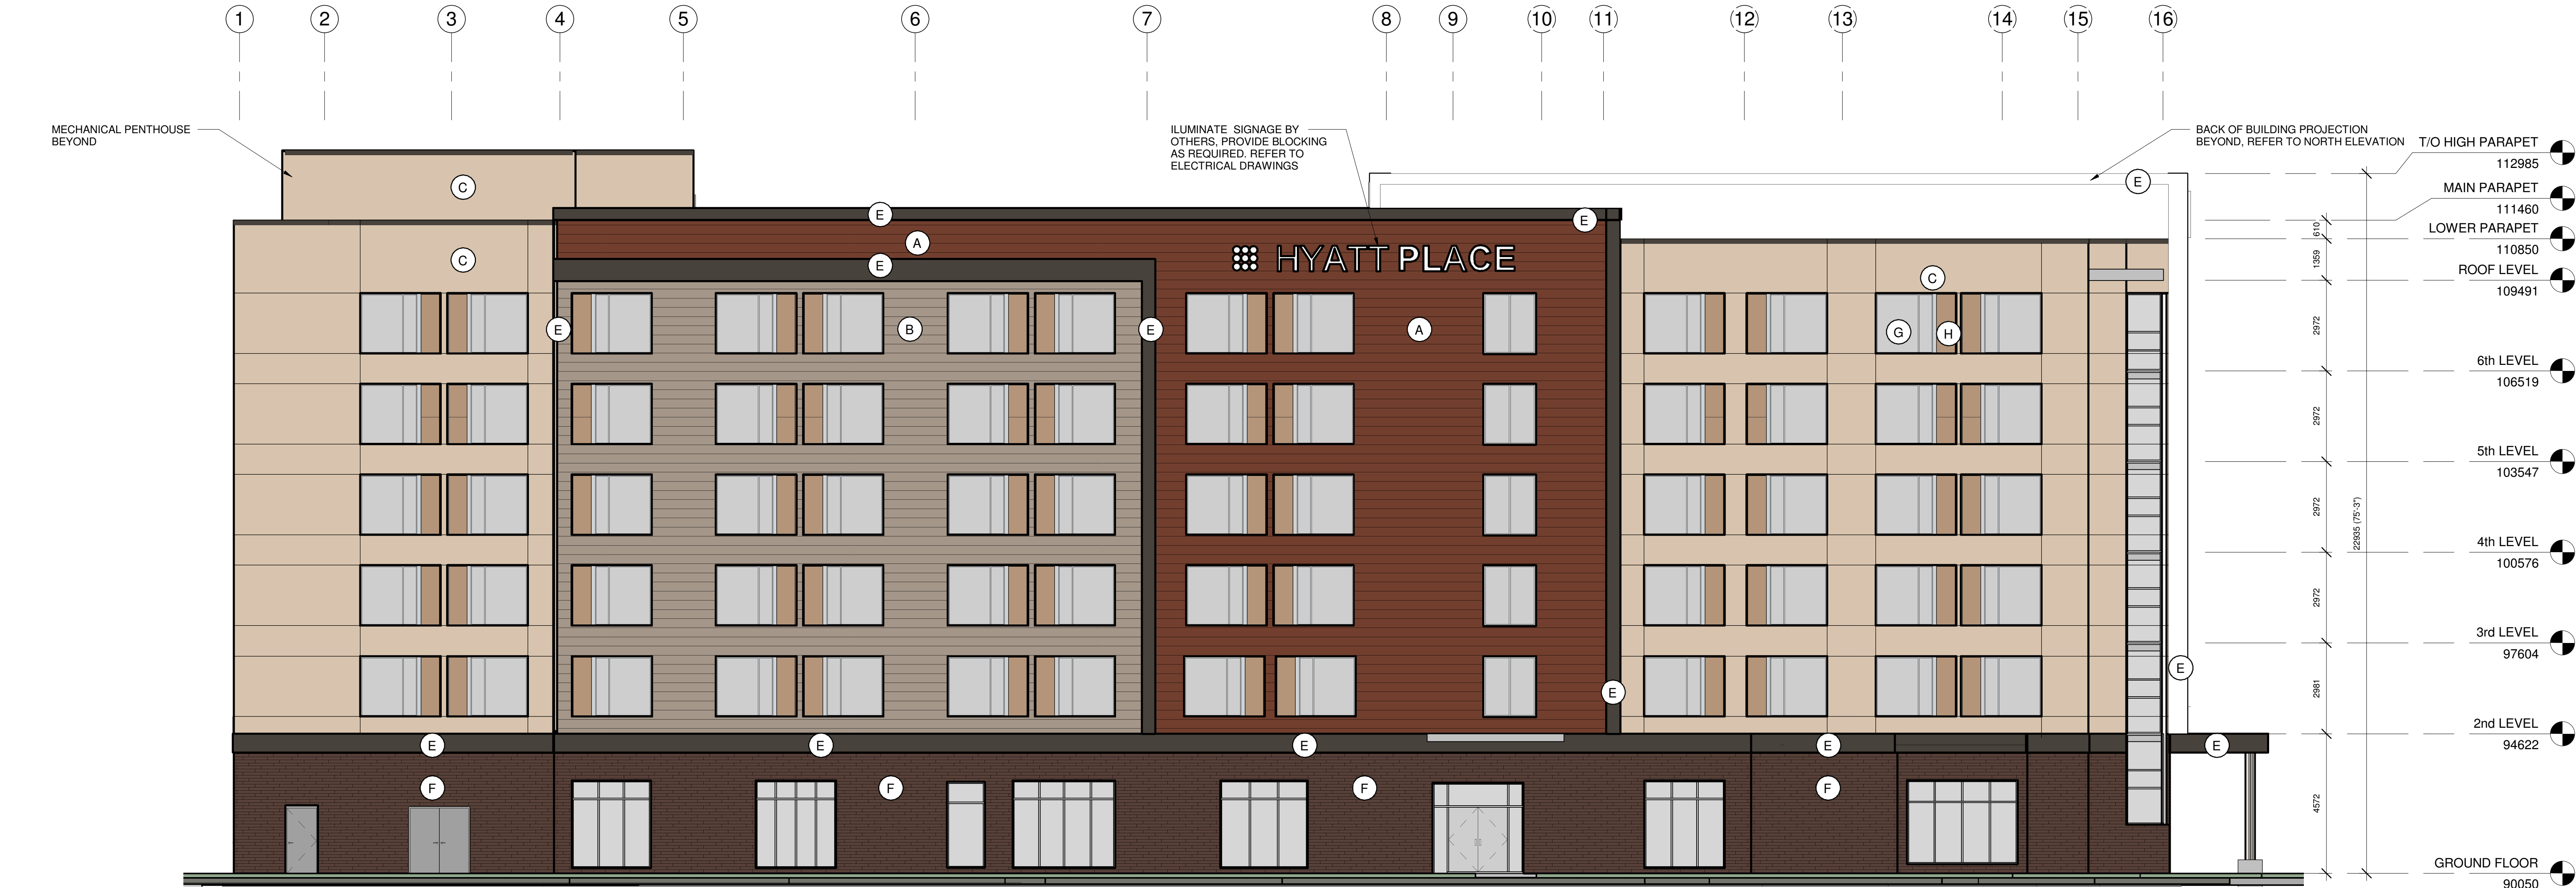 1 2 3 4 5 6 7 8 9 10 11 12 13 14 15 16
MECHANICAL PENTHOUSE
BEYOND
ILUMINATE SIGNAGE BY
OTHERS, PROVIDE BLOCKING
AS REQUIRED. REFER TO
ELECTRICAL DRAWINGS
BACK OF BUILDING PROJECTION
BEYOND, REFER TO NORTH ELEVATION
T/O HIGH PARAPET
112985
MAIN PARAPET
111460
LOWER PARAPET
110850
ROOF LEVEL
109491
6th LEVEL
106519
5th LEVEL
103547
4th LEVEL
100576
3rd LEVEL
97604
2nd LEVEL
94622
GROUND FLOOR
90050
610
1359
2972
2972
2972
2972
2981
4572
22935 (75'-3")
C
E
E
E
A
C
E
HYATT PLACE
C
E
B
E
A
G
H
E
E
E
E
E
E
E
F
F
F
F